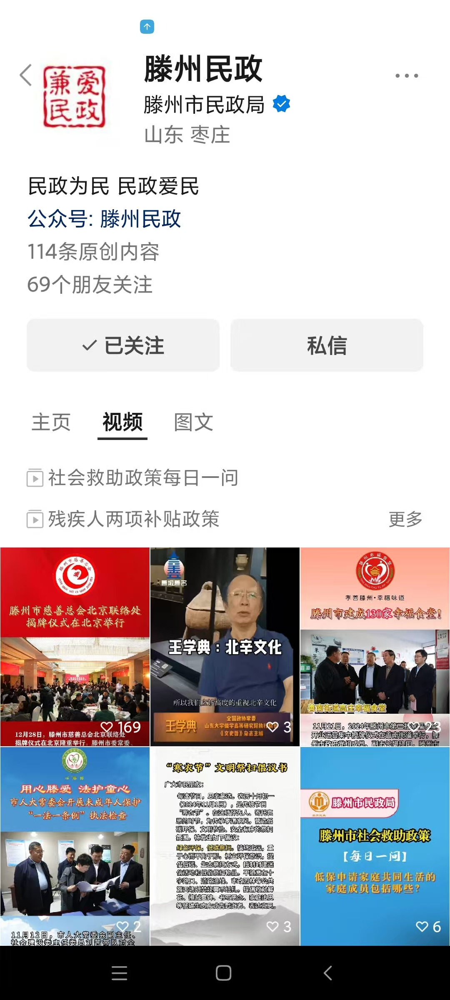 滕州民政
兼爱
民政
滕州市民政局
山东 枣庄
民政为民 民政爱民
公众号: 滕州民政
114条原创内容
69个朋友关注
已关注
私信
主页
视频
图文
社会救助政策每日一问
残疾人两项补贴政策
更多
滕州市慈善总会
TENG ZHOU SHI CI SHAN ZONG HUI
滕州市慈善总会北京联络处
揭牌仪式在北京举行
169
12月28日，滕州市慈善总会北京联络处
揭牌仪式在北京隆重举行。滕州市委常委、
善城善名
王学典：北辛文化
所以我们应该高度的重视北辛文化
王学典
全国政协常委
山东大学儒学高等研究院执行院长
《文史哲》杂志主编
3
滕州幸福食堂
孝善滕州·幸福味道
滕州市建成130家幸福食堂！
善南街道高庄幸福食堂
23
11月21日，2024年滕州市第三批幸福食堂
开业运营集中授牌仪式在善南街道举行，滕
州市政府党组成员、副市长樊晓阳，滕州市
用心滕爱 法护童心
市人大常委会开展未成年人保护
“一法一条例”执法检查
2
11月12日，市人大常委会副主任、
社会建设委主任委员刘茜带队对全
“寒衣节”文明祭扫倡议书
广大市民朋友：
每逢节日，思亲意浓。农历十月初一
（2024年11月1日），是传统节日
“寒衣节”。在这缅怀先人、寄托哀
思的时节，为传承孝道家风，营造低
碳环保、文明节俭、安全有序的祭扫
氛围，特发出如下倡议：
绿色环保，低碳祭扫。慎终追远，重
于心而不拘于形。树立环保意识，提
倡低碳、生态祭扫方式，抵制封建迷
信活动和低俗祭扫物品。不随意在十
字路口、道路沿线、市政园林等公共
露天场所焚烧冥币纸扎。提倡敬献鲜
花、擦拭墓碑、书写思念、家庭追思
等低碳生态方式告慰逝者、表达哀思。
3
滕州市民政局
滕州市社会救助政策
【每日一问】
低保申请家庭共同生活的
家庭成员包括哪些？
6